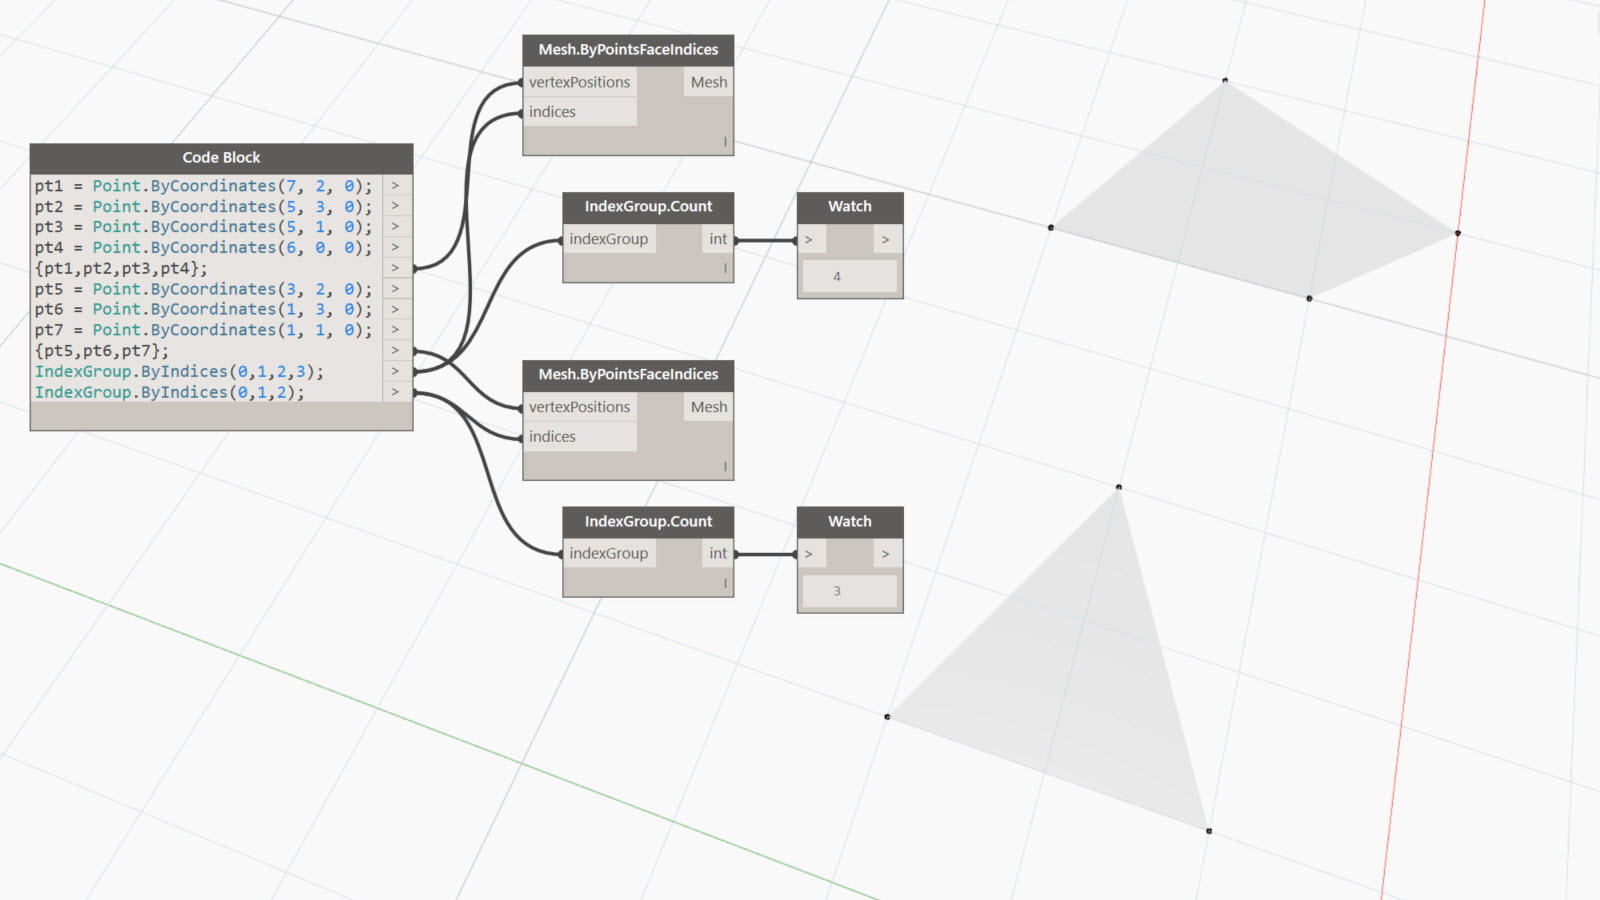 Mesh.ByPointsFaceIndices
vertexPositions Mesh
indices
l
Code Block
pt1 = Point.ByCoordinates(7, 2, 0); >
pt2 = Point.ByCoordinates(5, 3, 0); >
pt3 = Point.ByCoordinates(5, 1, 0); >
pt4 = Point.ByCoordinates(6, 0, 0); >
{pt1,pt2,pt3,pt4}; >
pt5 = Point.ByCoordinates(3, 2, 0); >
pt6 = Point.ByCoordinates(1, 3, 0); >
pt7 = Point.ByCoordinates(1, 1, 0); >
{pt5,pt6,pt7}; >
IndexGroup.ByIndices(0,1,2,3); >
IndexGroup.ByIndices(0,1,2); >
IndexGroup.Count
indexGroup int
l
Watch
> >
4
Mesh.ByPointsFaceIndices
vertexPositions Mesh
indices
l
IndexGroup.Count
indexGroup int
l
Watch
> >
3